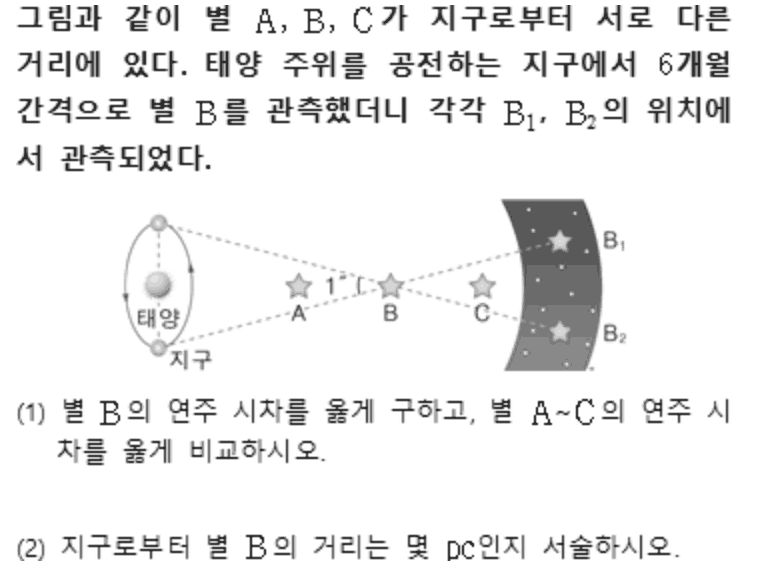 그림과 같이 별 A, B, C가 지구로부터 서로 다른
거리에 있다. 태양 주위를 공전하는 지구에서 6개월
간격으로 별 B를 관측했더니 각각 B₁, B₂의 위치에
서 관측되었다.
B₁
1″
태양
A
B
C
B₂
지구
(1) 별 B의 연주 시차를 옳게 구하고, 별 A~C의 연주 시
차를 옳게 비교하시오.
(2) 지구로부터 별 B의 거리는 몇 pc인지 서술하시오.